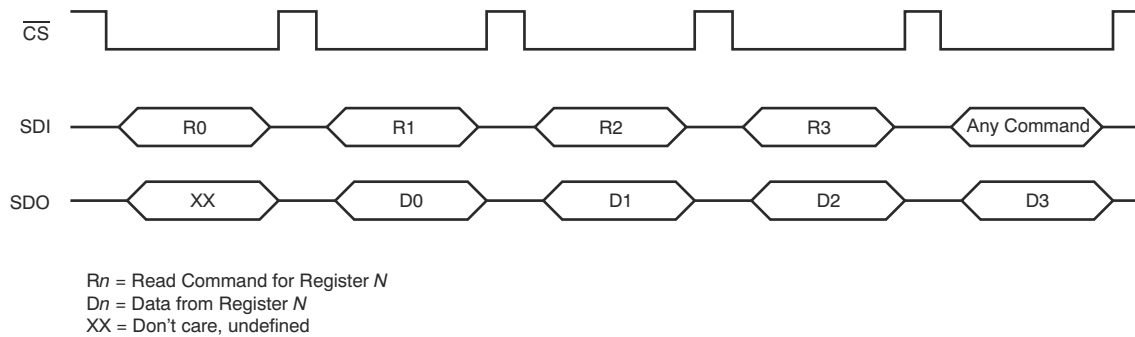 CS
SDI R0 R1 R2 R3 Any Command
SDO XX D0 D1 D2 D3
Rn = Read Command for Register N
Dn = Data from Register N
XX = Don't care, undefined